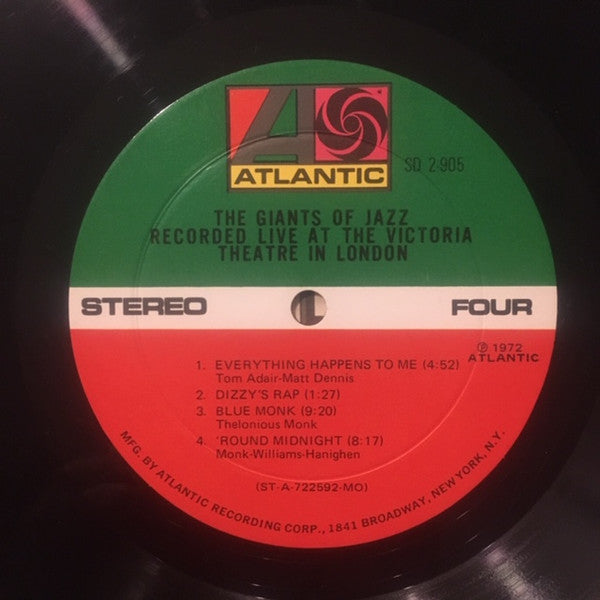 ATLANTIC
SD 2-905
THE GIANTS OF JAZZ
RECORDED LIVE AT THE VICTORIA
THEATRE IN LONDON
STEREO
FOUR
℗ 1972
ATLANTIC
1. EVERYTHING HAPPENS TO ME (4:52)
Tom Adair-Matt Dennis
2. DIZZY'S RAP (1:27)
3. BLUE MONK (9:20)
Thelonious Monk
4. 'ROUND MIDNIGHT (8:17)
Monk-Williams-Hanighen
(ST-A-722592-MO)
MFG. BY ATLANTIC RECORDING CORP., 1841 BROADWAY, NEW YORK, N.Y.